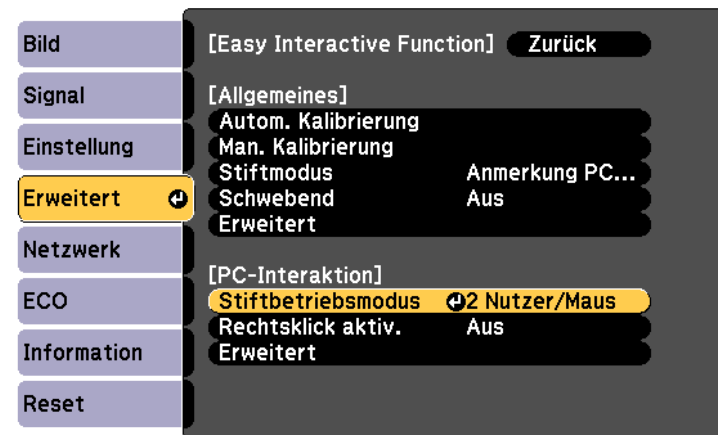 Bild
Signal
Einstellung
Erweitert
Netzwerk
ECO
Information
Reset
[Easy Interactive Function] Zurück
[Allgemeines]
Autom. Kalibrierung
Man. Kalibrierung
Stiftmodus Anmerkung PC...
Schwebend Aus
Erweitert
[PC-Interaktion]
Stiftbetriebsmodus 2 Nutzer/Maus
Rechtsklick aktiv. Aus
Erweitert